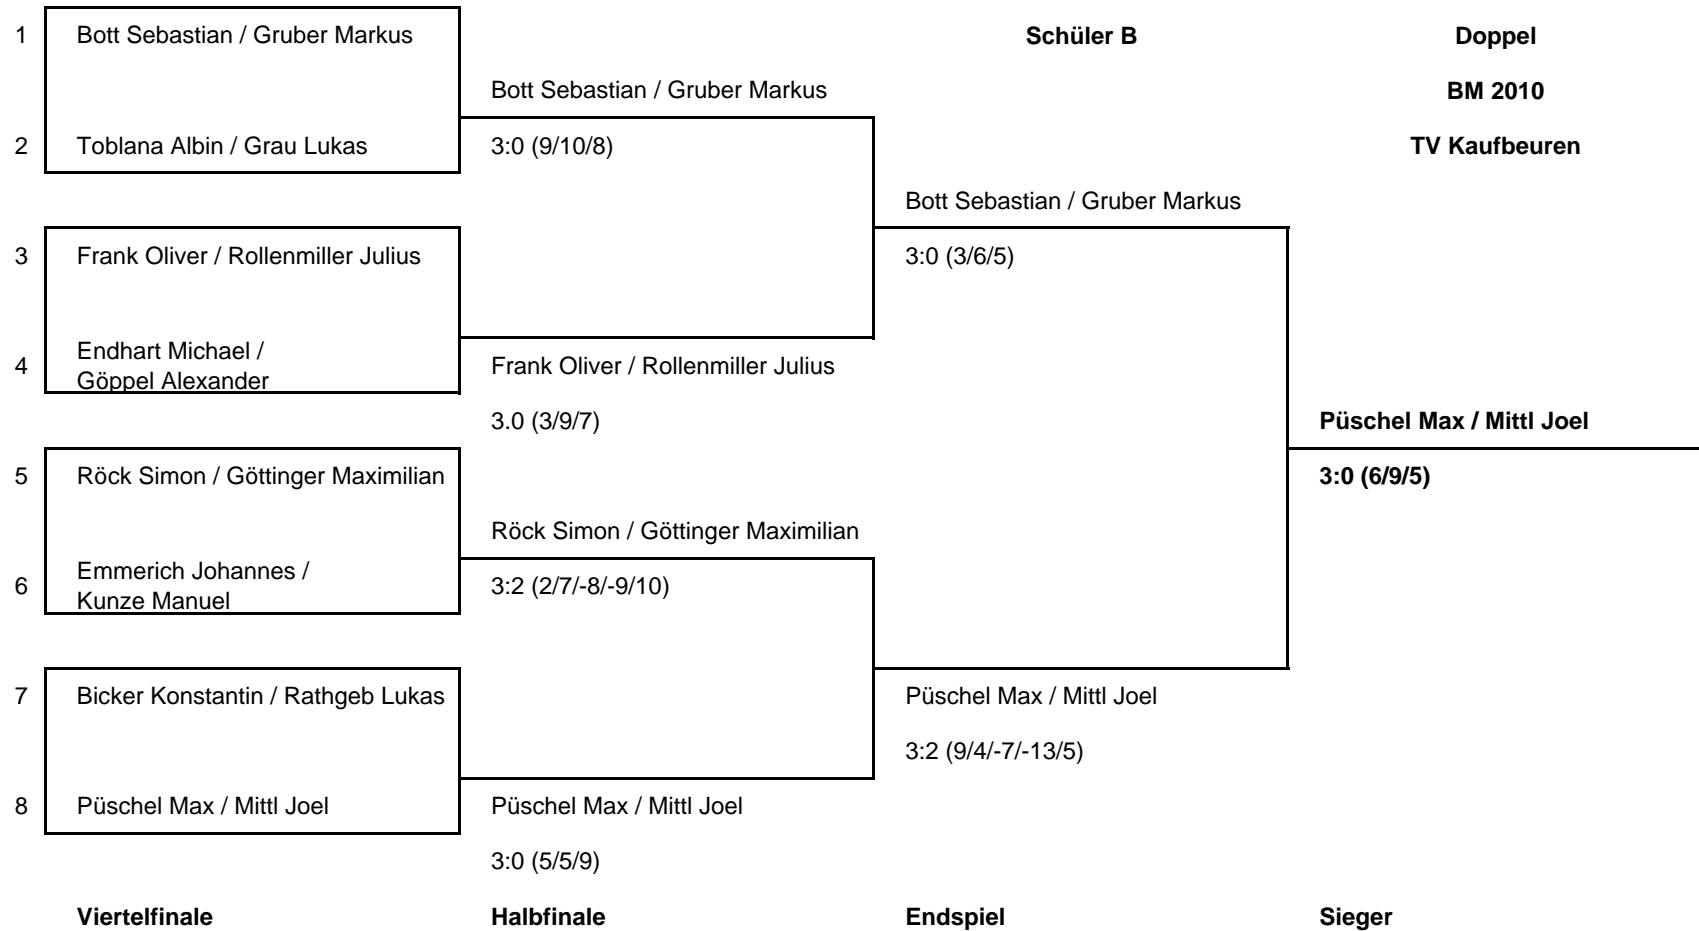 1 Bott Sebastian / Gruber Markus Schüler B Doppel
Bott Sebastian / Gruber Markus BM 2010
2 Toblana Albin / Grau Lukas 3:0 (9/10/8) TV Kaufbeuren
Bott Sebastian / Gruber Markus
3 Frank Oliver / Rollenmiller Julius 3:0 (3/6/5)
Endhart Michael /
4 Göppel Alexander Frank Oliver / Rollenmiller Julius
3.0 (3/9/7) Püschel Max / Mittl Joel
5 Röck Simon / Göttinger Maximilian 3:0 (6/9/5)
Röck Simon / Göttinger Maximilian
Emmerich Johannes /
6 Kunze Manuel 3:2 (2/7/-8/-9/10)
7 Bicker Konstantin / Rathgeb Lukas Püschel Max / Mittl Joel
3:2 (9/4/-7/-13/5)
8 Püschel Max / Mittl Joel Püschel Max / Mittl Joel
3:0 (5/5/9)
Viertelfinale Halbfinale Endspiel Sieger